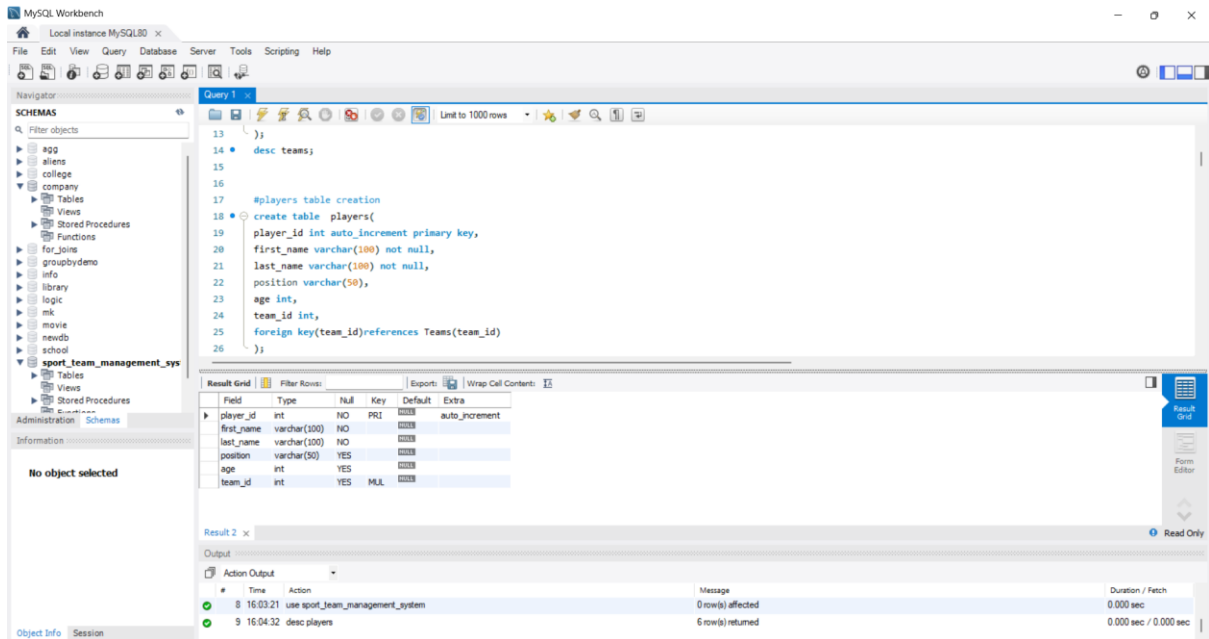 MySQL Workbench
Local instance MySQL80
File Edit View Query Database Server Tools Scripting Help
Navigator
SCHEMAS
Filter objects
agg
aliens
college
company
Tables
Views
Stored Procedures
Functions
for_joins
groupbydemo
info
library
logic
mk
movie
newdb
school
sport_team_management_sys
Tables
Views
Stored Procedures
Administration Schemas
Information
No object selected
Object Info Session
Query 1
Limit to 1000 rows
13 );
14 desc teams;
15
16
17 #players table creation
18 create table players(
19 player_id int auto_increment primary key,
20 first_name varchar(100) not null,
21 last_name varchar(100) not null,
22 position varchar(50),
23 age int,
24 team_id int,
25 foreign key(team_id)references Teams(team_id)
26 );
Result Grid Filter Rows: Export: Wrap Cell Content:
Field Type Null Key Default Extra
player_id int NO PRI NULL auto_increment
first_name varchar(100) NO NULL
last_name varchar(100) NO NULL
position varchar(50) YES NULL
age int YES NULL
team_id int YES MUL NULL
Result Grid
Form Editor
Result 2
Read Only
Output
Action Output
# Time Action Message Duration / Fetch
8 16:03:21 use sport_team_management_system 0 row(s) affected 0.000 sec
9 16:04:32 desc players 6 row(s) returned 0.000 sec / 0.000 sec